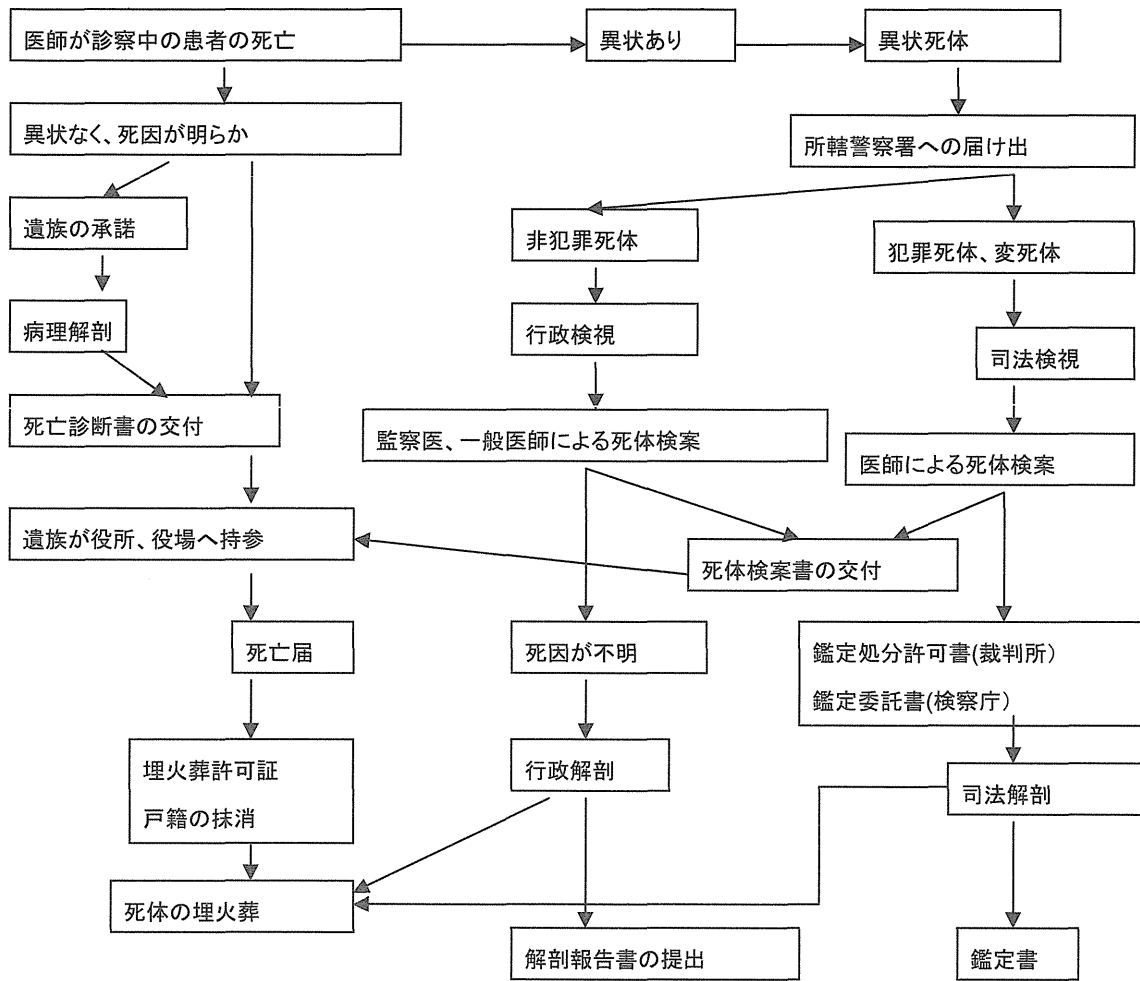 医師が診察中の患者の死亡
異状あり
異状死体
異状なく、死因が明らか
所轄警察署への届け出
遺族の承諾
非犯罪死体
犯罪死体、変死体
病理解剖
行政検視
司法検視
死亡診断書の交付
監察医、一般医師による死体検案
医師による死体検案
遺族が役所、役場へ持参
死体検案書の交付
死亡届
死因が不明
鑑定処分許可書(裁判所)
鑑定委託書(検察庁)
埋火葬許可証
戸籍の抹消
行政解剖
司法解剖
死体の埋火葬
解剖報告書の提出
鑑定書